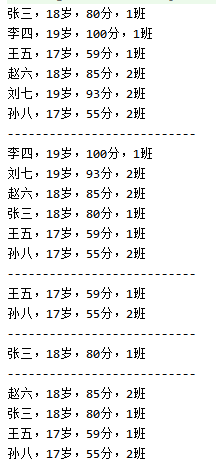 张三，18岁，80分，1班
李四，19岁，100分，1班
王五，17岁，59分，1班
赵六，18岁，85分，2班
刘七，19岁，93分，2班
孙八，17岁，55分，2班
---------------------------
李四，19岁，100分，1班
刘七，19岁，93分，2班
赵六，18岁，85分，2班
张三，18岁，80分，1班
王五，17岁，59分，1班
孙八，17岁，55分，2班
---------------------------
王五，17岁，59分，1班
孙八，17岁，55分，2班
---------------------------
张三，18岁，80分，1班
---------------------------
赵六，18岁，85分，2班
张三，18岁，80分，1班
王五，17岁，59分，1班
孙八，17岁，55分，2班